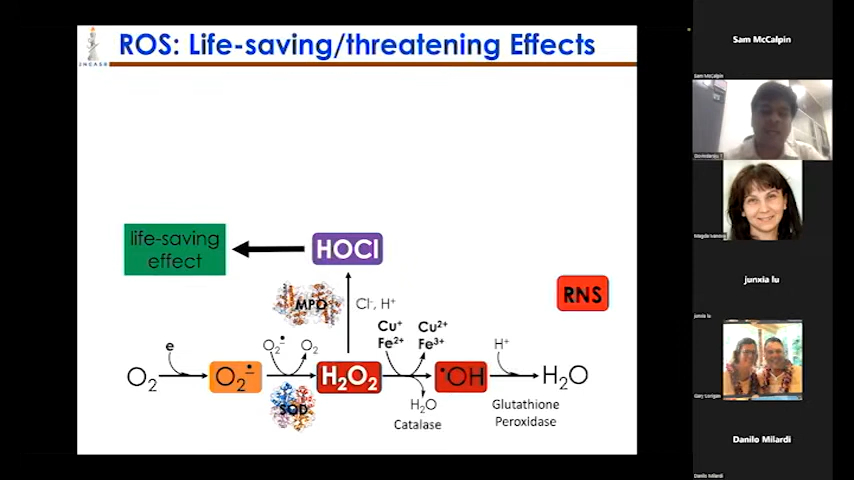 ROS: Life-saving/threatening Effects
JNCASR
life-saving
effect
HOCl
RNS
MPO
Cl⁻, H⁺
Cu⁺
Fe²⁺
Cu²⁺
Fe³⁺
e
O₂•⁻
O₂
H⁺
O₂
O₂•⁻
H₂O₂
•OH
H₂O
SOD
H₂O
Catalase
Glutathione
Peroxidase
Sam McCalpin
Sam McCalpin
junxia lu
junxia lu
Danilo Milardi
Danilo Milardi